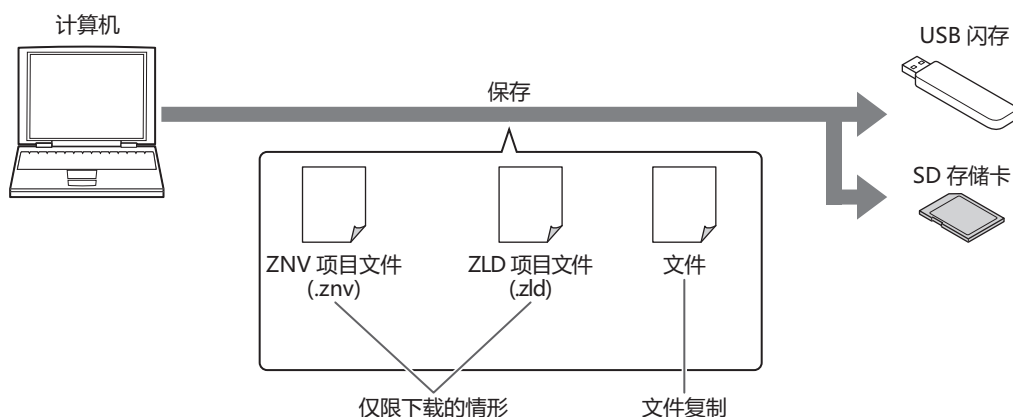 计算机
USB 闪存
保存
SD 存储卡
ZNV 项目文件
(.znv)
ZLD 项目文件
(.zld)
文件
仅限下载的情形
文件复制